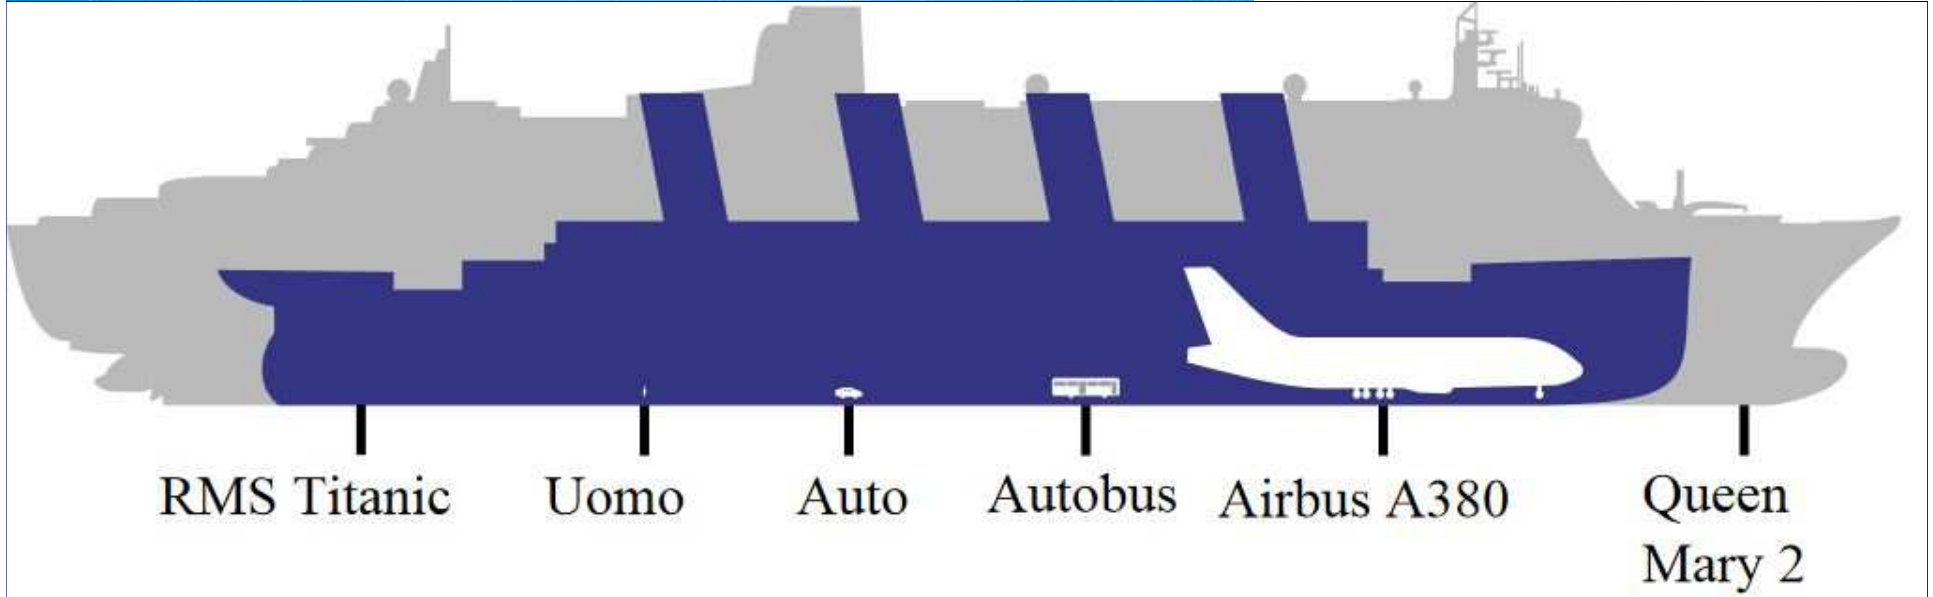 RMS Titanic
Uomo
Auto
Autobus
Airbus A380
Queen
Mary 2